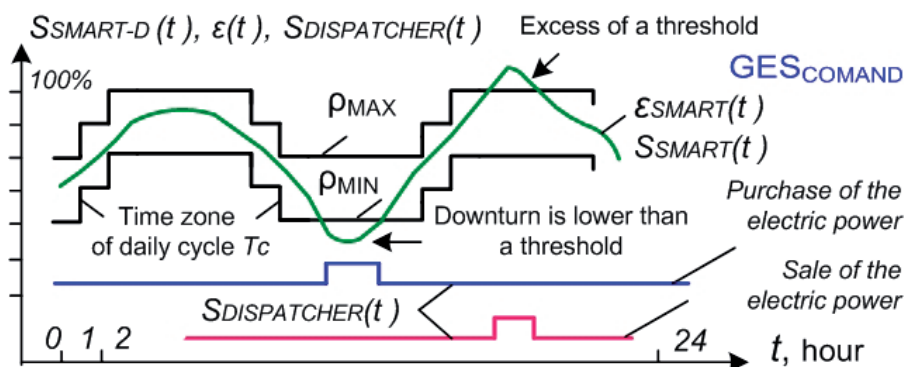 SSMART-D (t), ε(t), SDISPATCHER(t)
Excess of a threshold
GESCOMAND
100%
ρMAX
εSMART(t)
SSMART(t)
ρMIN
Time zone
of daily cycle Tc
Downturn is lower than
a threshold
Purchase of the
electric power
Sale of the
electric power
SDISPATCHER(t)
0 1 2 24
t, hour